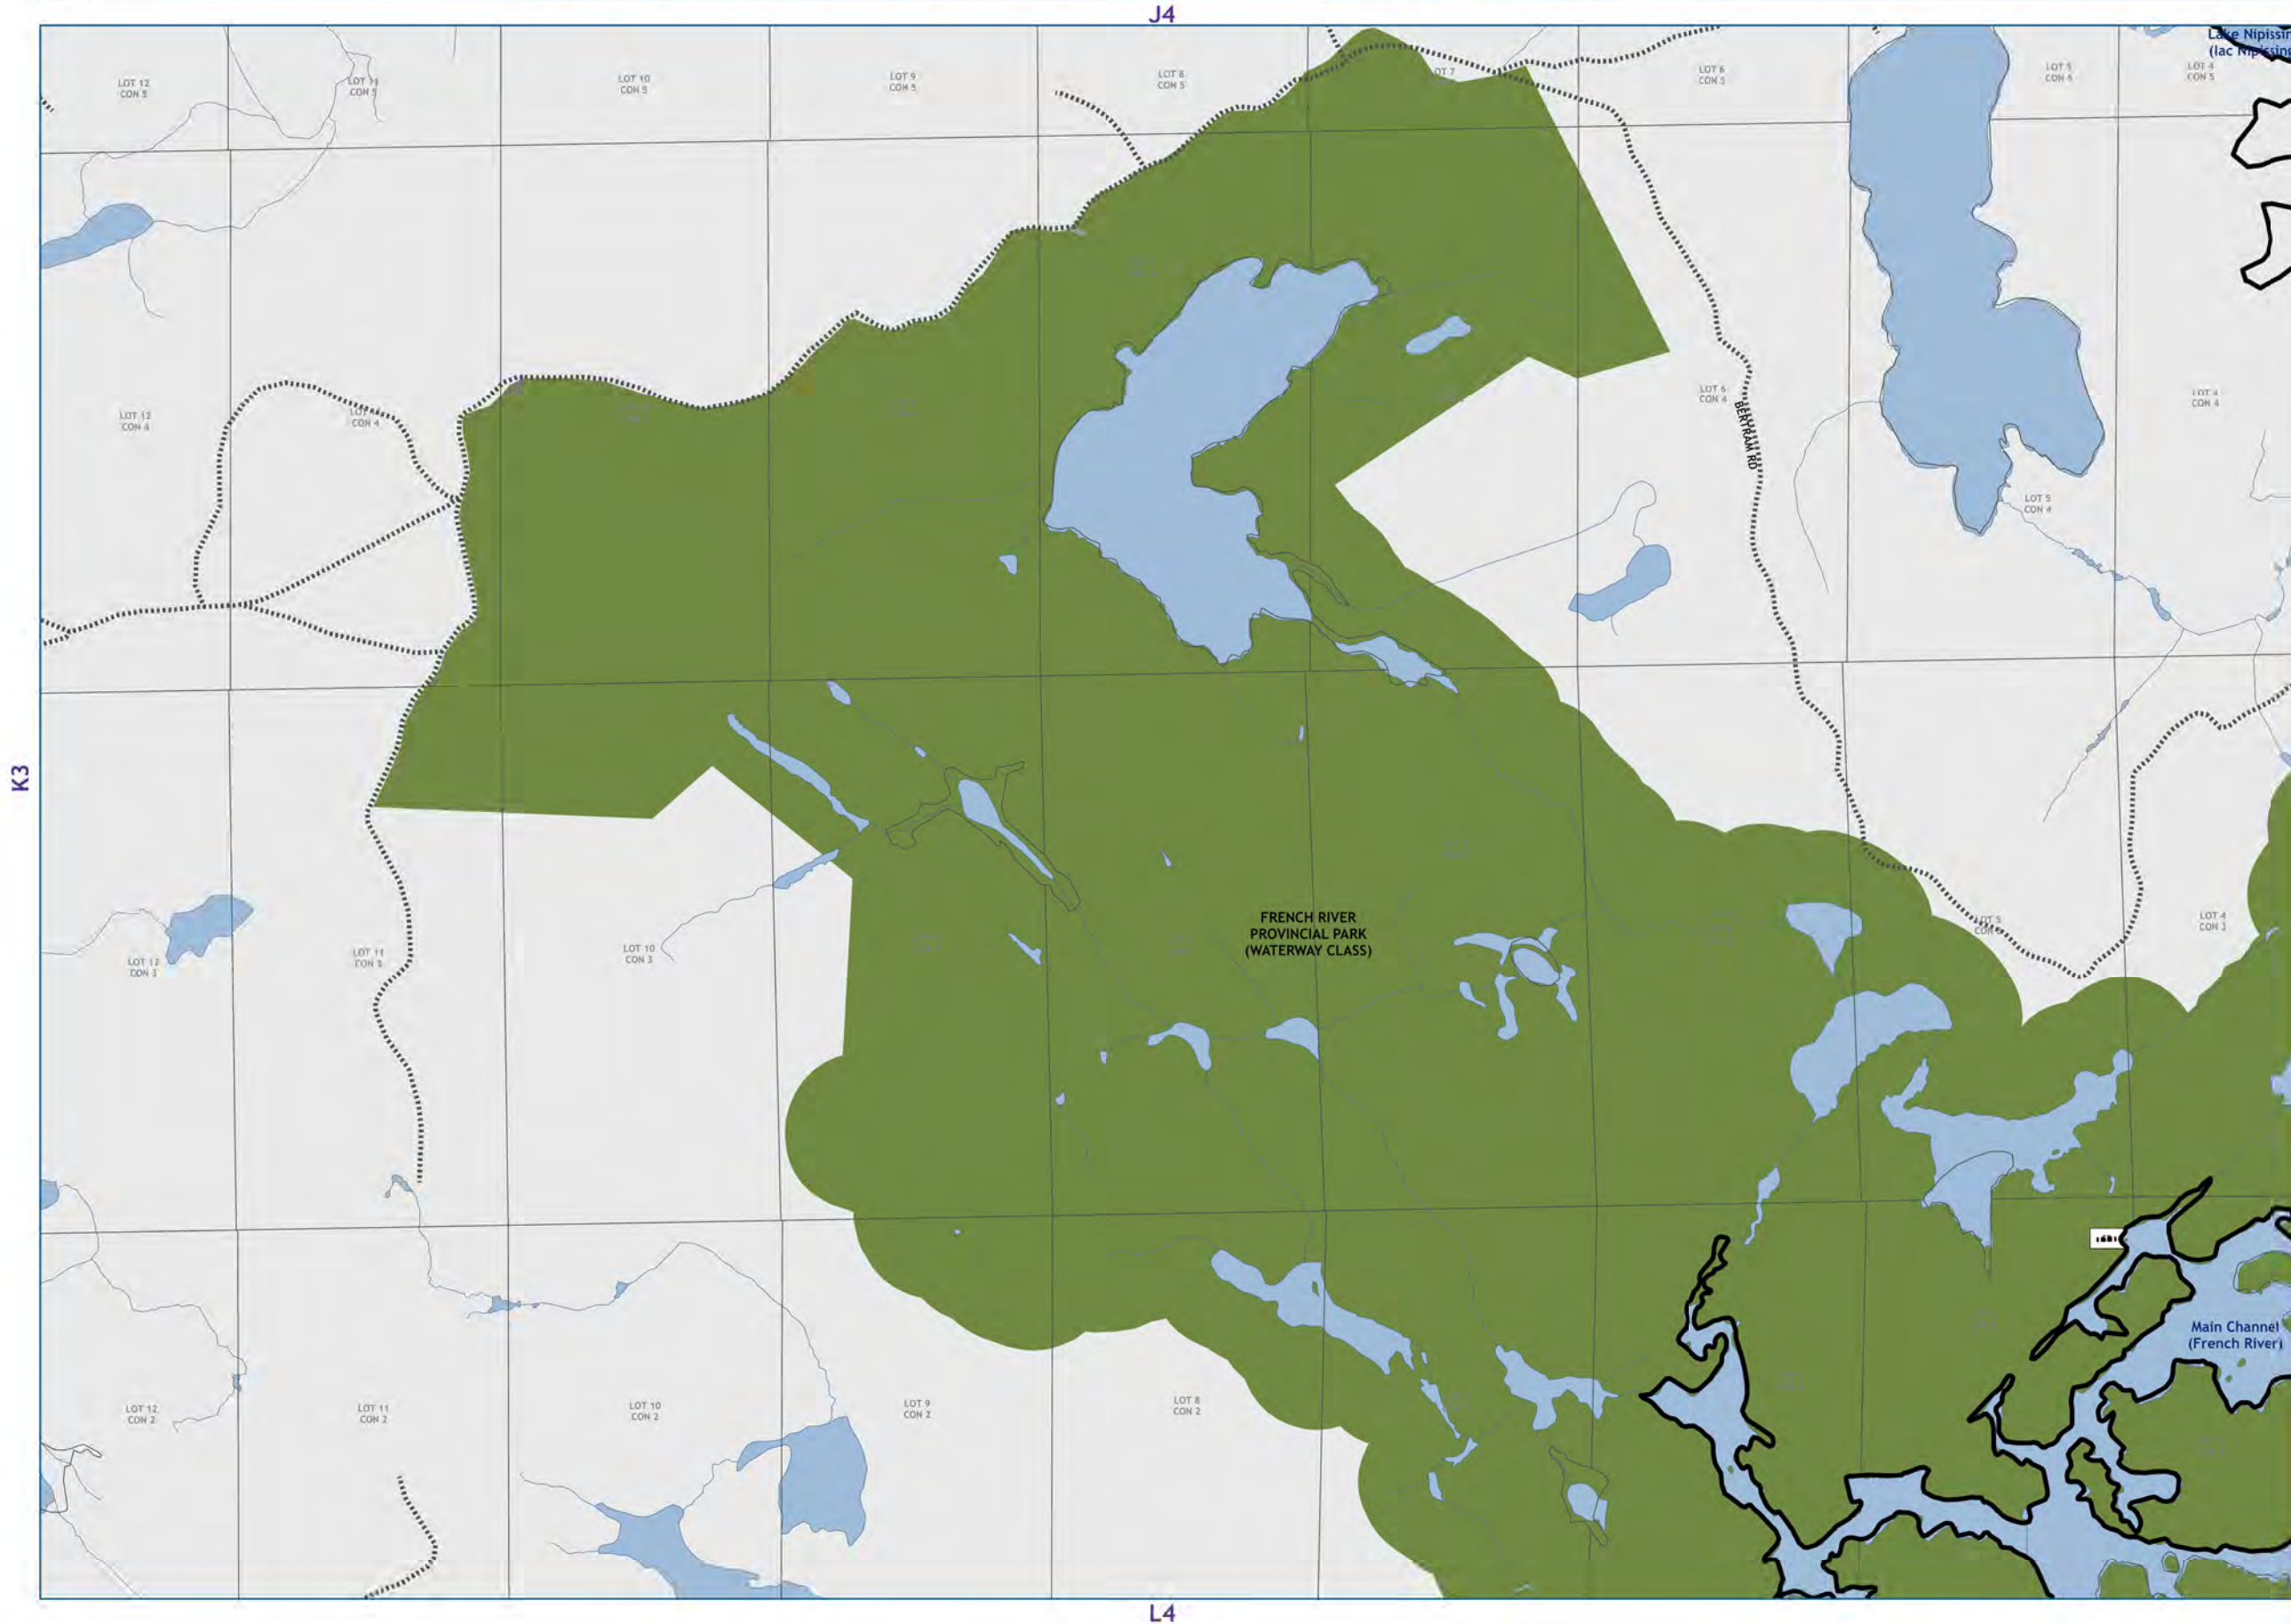 J4
Lake Nipissin
(lac Nipissing
LOT 12
CON 5
LOT 11
CON 5
LOT 10
CON 5
LOT 9
CON 5
LOT 8
CON 5
OT 7
LOT 6
CON 5
LOT 5
LOT 4
CON 5
LOT 12
CON 4
CON 4
LOT 6
CON 4
LOT 4
CON 4
BERTRAM RD
LOT 5
CON 4
K3
LOT 12
CON 3
LOT 11
CON 3
LOT 10
CON 3
FRENCH RIVER
PROVINCIAL PARK
(WATERWAY CLASS)
LOT 5
LOT 4
CON 3
Main Channel
(French River)
LOT 12
CON 2
LOT 11
CON 2
LOT 10
CON 2
LOT 9
CON 2
LOT 8
CON 2
L4